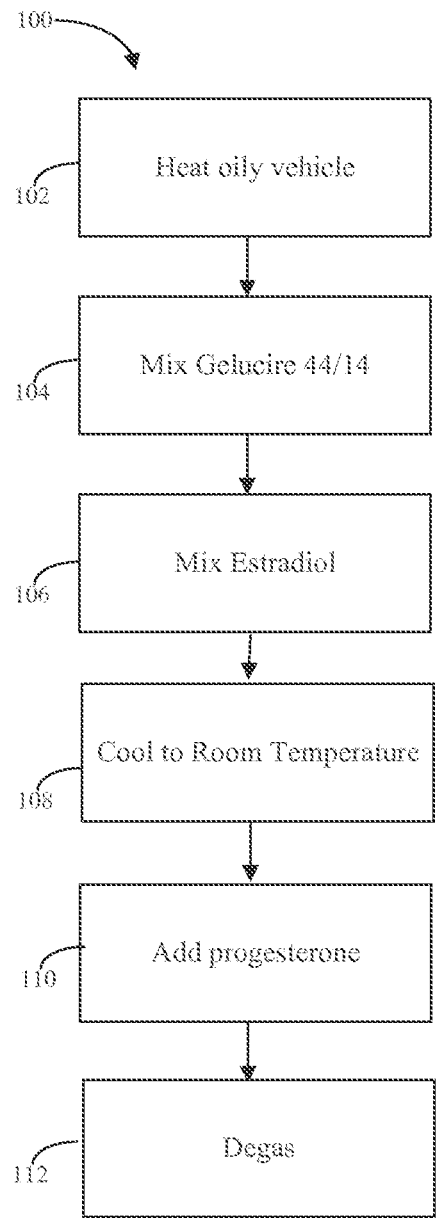 100
Heat oily vehicle
102
Mix Gelucire 44/14
104
Mix Estradiol
106
Cool to Room Temperature
108
Add progesterone
110
Degas
112